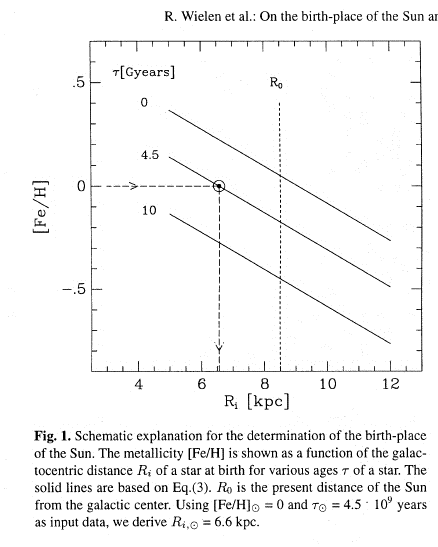 R. Wielen et al.: On the birth-place of the Sun a
τ[Gyears]
R₀
.5
0
4.5
0
10
[Fe/H]
−.5
4 6 8 10 12
Rᵢ [kpc]
Fig. 1. Schematic explanation for the determination of the birth-place
of the Sun. The metallicity [Fe/H] is shown as a function of the galac-
tocentric distance Rᵢ of a star at birth for various ages τ of a star. The
solid lines are based on Eq.(3). R₀ is the present distance of the Sun
from the galactic center. Using [Fe/H]⊙ = 0 and τ⊙ = 4.5 · 10⁹ years
as input data, we derive Rᵢ,⊙ = 6.6 kpc.